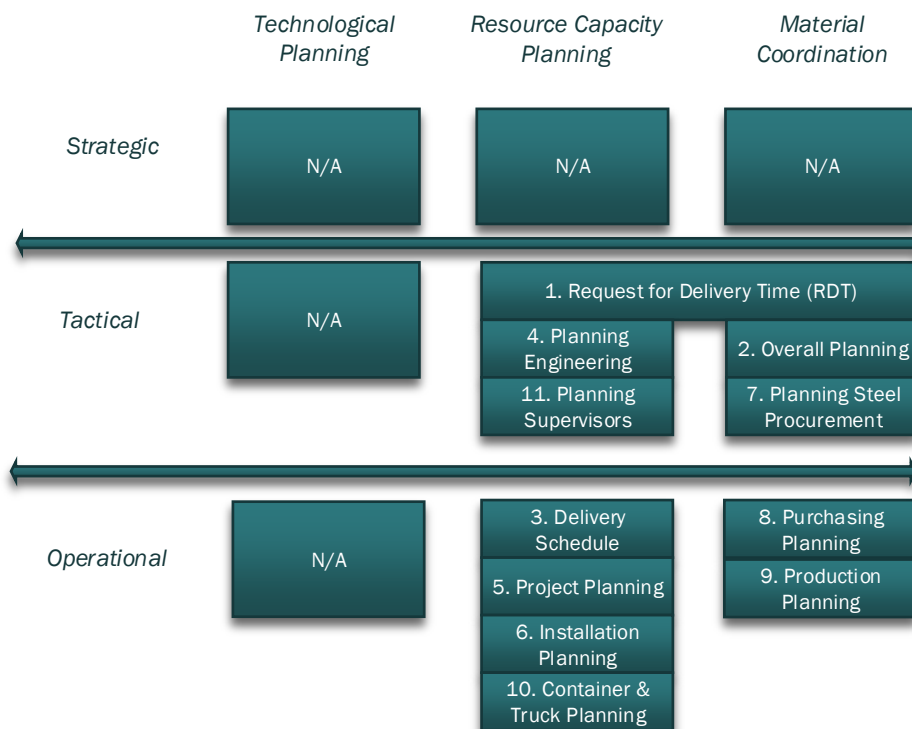 Technological
Planning
Resource Capacity
Planning
Material
Coordination
Strategic
N/A
N/A
N/A
Tactical
N/A
1. Request for Delivery Time (RDT)
4. Planning
Engineering
2. Overall Planning
11. Planning
Supervisors
7. Planning Steel
Procurement
Operational
N/A
3. Delivery
Schedule
8. Purchasing
Planning
5. Project Planning
9. Production
Planning
6. Installation
Planning
10. Container &
Truck Planning